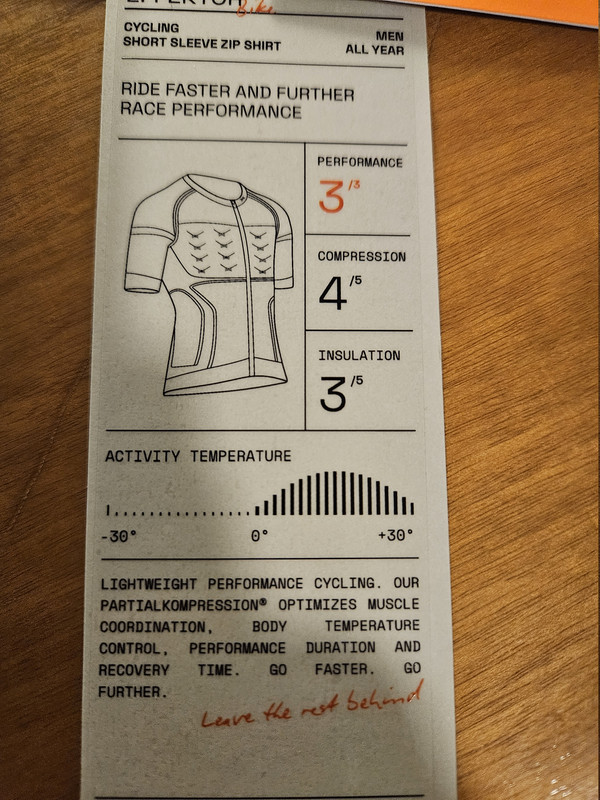 EFFEKTOR Bike
CYCLING
SHORT SLEEVE ZIP SHIRT
MEN
ALL YEAR
RIDE FASTER AND FURTHER
RACE PERFORMANCE
PERFORMANCE
3/3
COMPRESSION
4/5
INSULATION
3/5
ACTIVITY TEMPERATURE
-30° 0° +30°
LIGHTWEIGHT PERFORMANCE CYCLING. OUR
PARTIALKOMPRESSION® OPTIMIZES MUSCLE
COORDINATION, BODY TEMPERATURE
CONTROL, PERFORMANCE DURATION AND
RECOVERY TIME. GO FASTER. GO
FURTHER.
Leave the rest behind